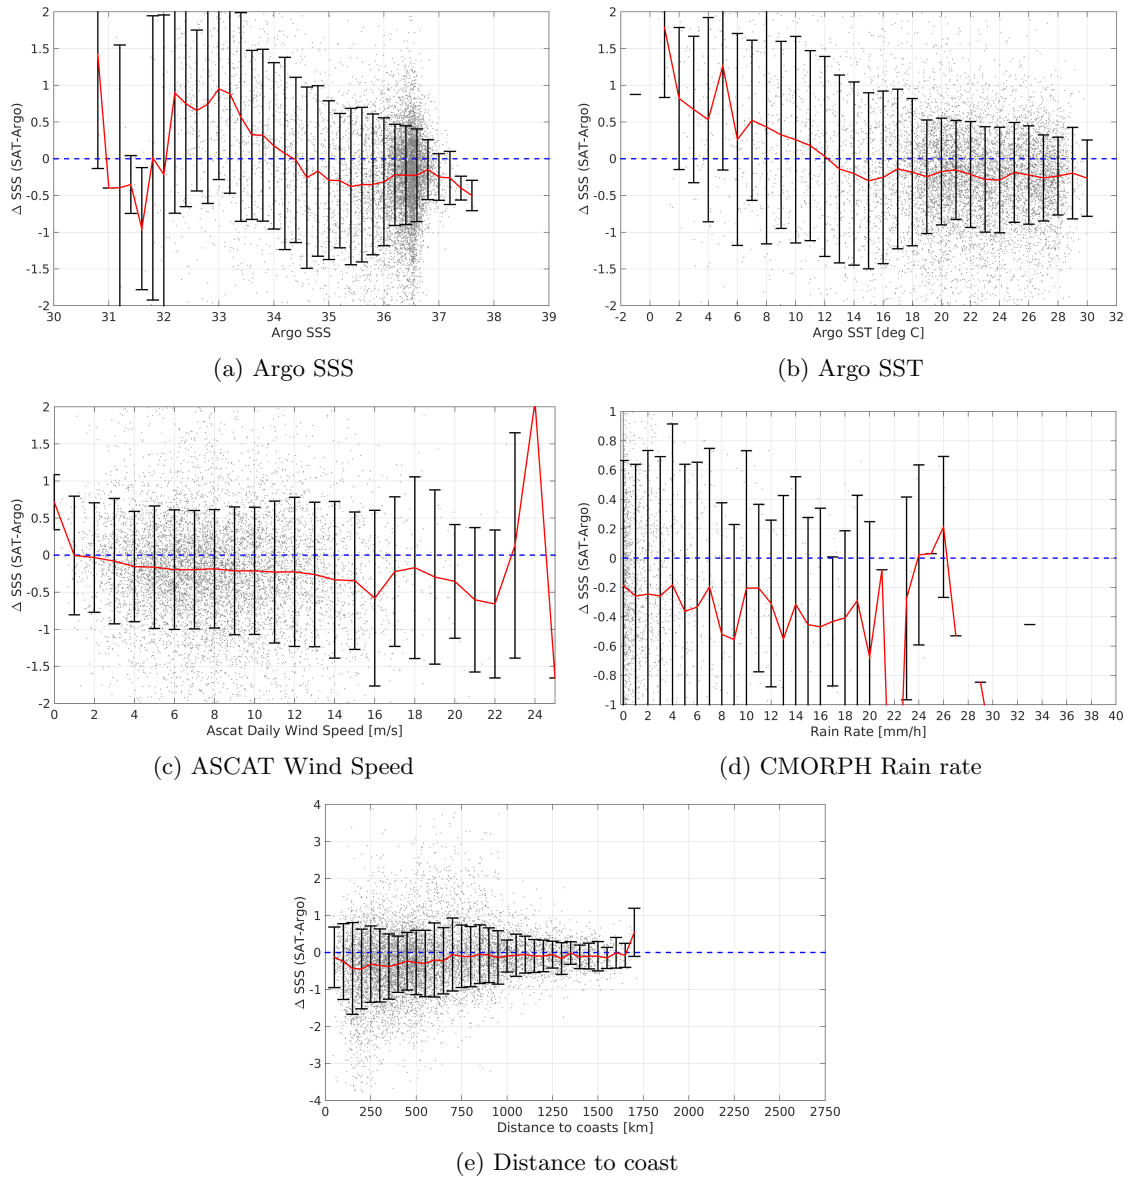 2
1.5
1
0.5
0
-0.5
-1
-1.5
-2
Δ SSS (SAT-Argo)
30 31 32 33 34 35 36 37 38 39
Argo SSS
(a) Argo SSS
2
1.5
1
0.5
0
-0.5
-1
-1.5
-2
Δ SSS (SAT-Argo)
-2 0 2 4 6 8 10 12 14 16 18 20 22 24 26 28 30 32
Argo SST [deg C]
(b) Argo SST
2
1.5
1
0.5
0
-0.5
-1
-1.5
-2
Δ SSS (SAT-Argo)
0 2 4 6 8 10 12 14 16 18 20 22 24
Ascat Daily Wind Speed [m/s]
(c) ASCAT Wind Speed
1
0.8
0.6
0.4
0.2
0
-0.2
-0.4
-0.6
-0.8
-1
Δ SSS (SAT-Argo)
0 2 4 6 8 10 12 14 16 18 20 22 24 26 28 30 32 34 36 38 40
Rain Rate [mm/h]
(d) CMORPH Rain rate
4
3
2
1
0
-1
-2
-3
-4
Δ SSS (SAT-Argo)
0 250 500 750 1000 1250 1500 1750 2000 2250 2500 2750
Distance to coasts [km]
(e) Distance to coast